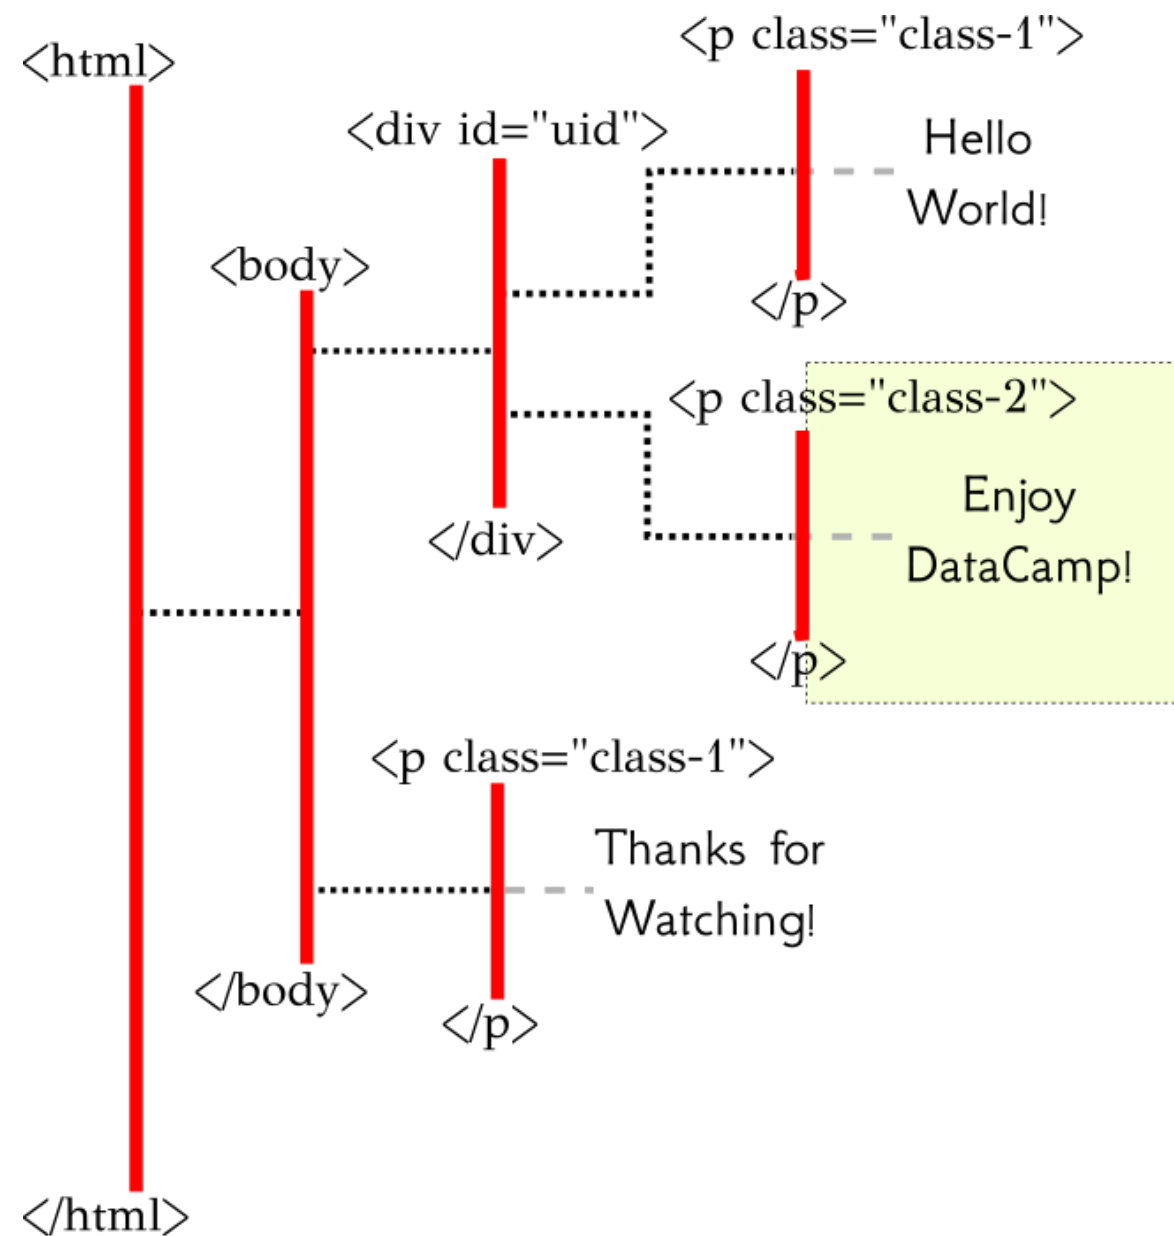 <html>
<body>
<div id="uid">
<p class="class-1">
Hello
World!
</p>
<p class="class-2">
Enjoy
DataCamp!
</p>
</div>
<p class="class-1">
Thanks for
Watching!
</p>
</body>
</html>